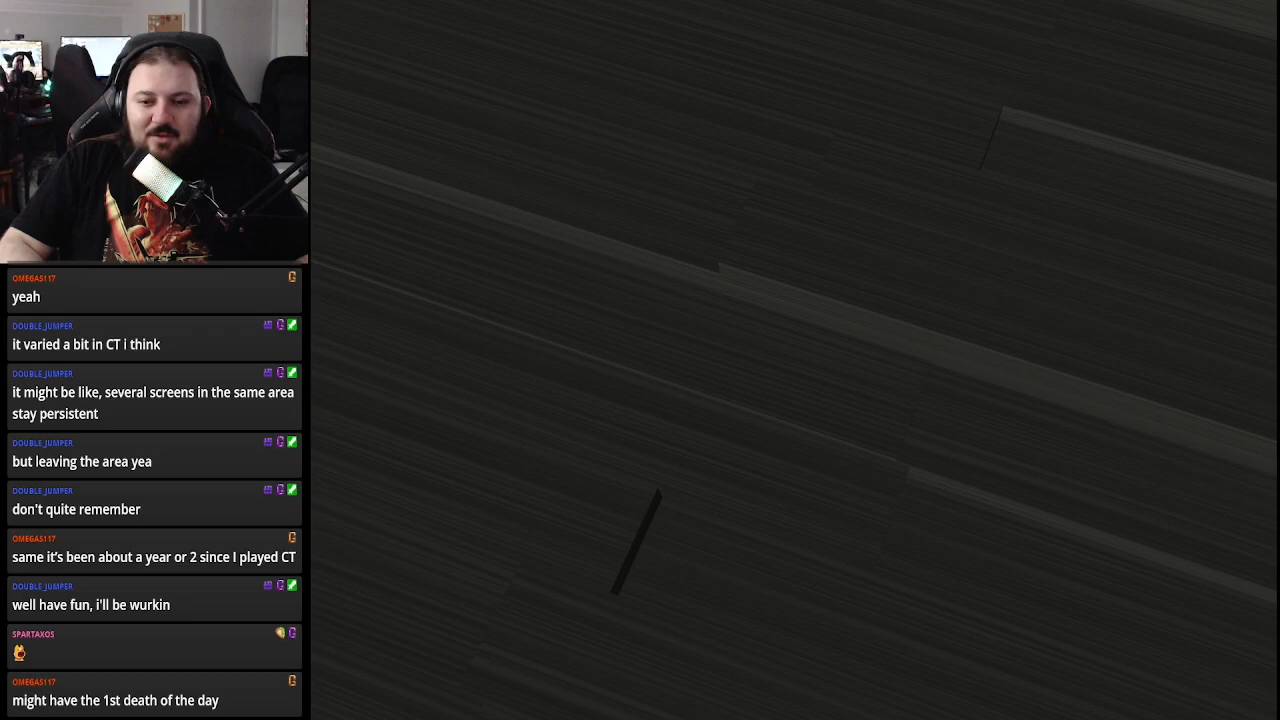 OMEGAS117
yeah
DOUBLE_JUMPER
it varied a bit in CT i think
DOUBLE_JUMPER
it might be like, several screens in the same area
stay persistent
DOUBLE_JUMPER
but leaving the area yea
DOUBLE_JUMPER
don't quite remember
OMEGAS117
same it's been about a year or 2 since I played CT
DOUBLE_JUMPER
well have fun, i'll be wurkin
SPARTAXOS
OMEGAS117
might have the 1st death of the day